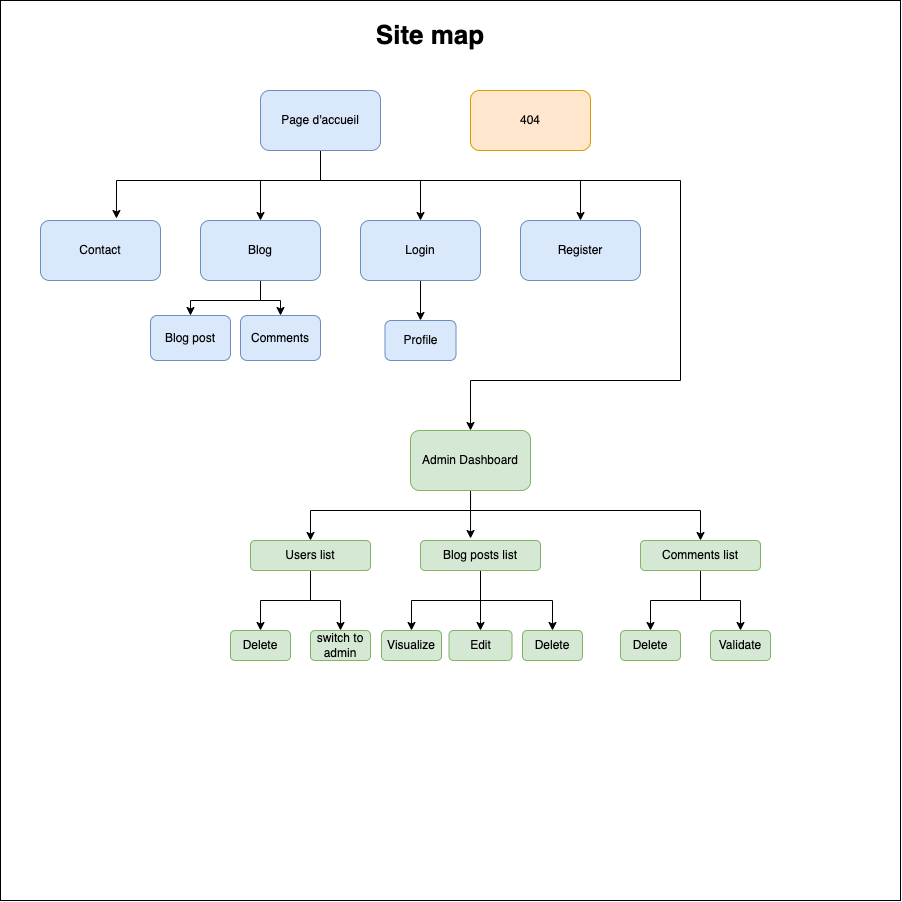 Site map
Page d'accueil
404
Contact
Blog
Login
Register
Blog post
Comments
Profile
Admin Dashboard
Users list
Blog posts list
Comments list
Delete
switch to
admin
Visualize
Edit
Delete
Delete
Validate